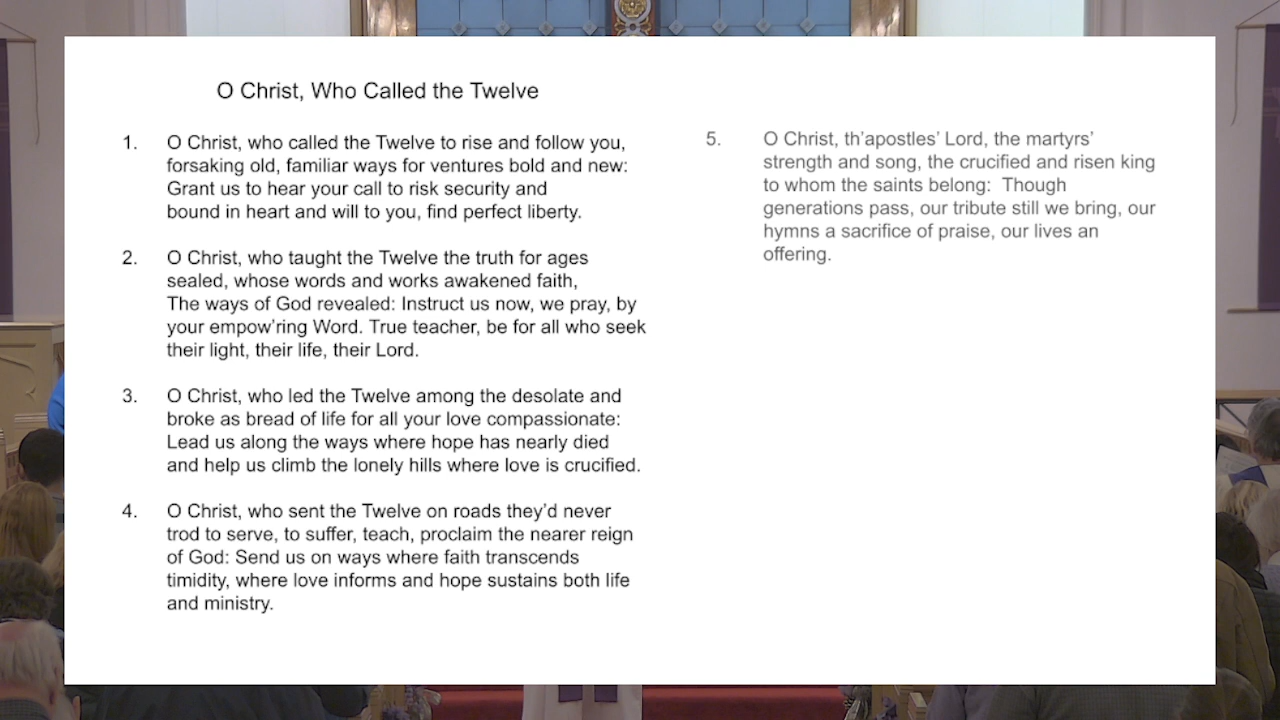 O Christ, Who Called the Twelve
1. O Christ, who called the Twelve to rise and follow you,
forsaking old, familiar ways for ventures bold and new:
Grant us to hear your call to risk security and
bound in heart and will to you, find perfect liberty.
2. O Christ, who taught the Twelve the truth for ages
sealed, whose words and works awakened faith,
The ways of God revealed: Instruct us now, we pray, by
your empow’ring Word. True teacher, be for all who seek
their light, their life, their Lord.
3. O Christ, who led the Twelve among the desolate and
broke as bread of life for all your love compassionate:
Lead us along the ways where hope has nearly died
and help us climb the lonely hills where love is crucified.
4. O Christ, who sent the Twelve on roads they’d never
trod to serve, to suffer, teach, proclaim the nearer reign
of God: Send us on ways where faith transcends
timidity, where love informs and hope sustains both life
and ministry.
5. O Christ, th’apostles’ Lord, the martyrs’
strength and song, the crucified and risen king
to whom the saints belong:  Though
generations pass, our tribute still we bring, our
hymns a sacrifice of praise, our lives an
offering.